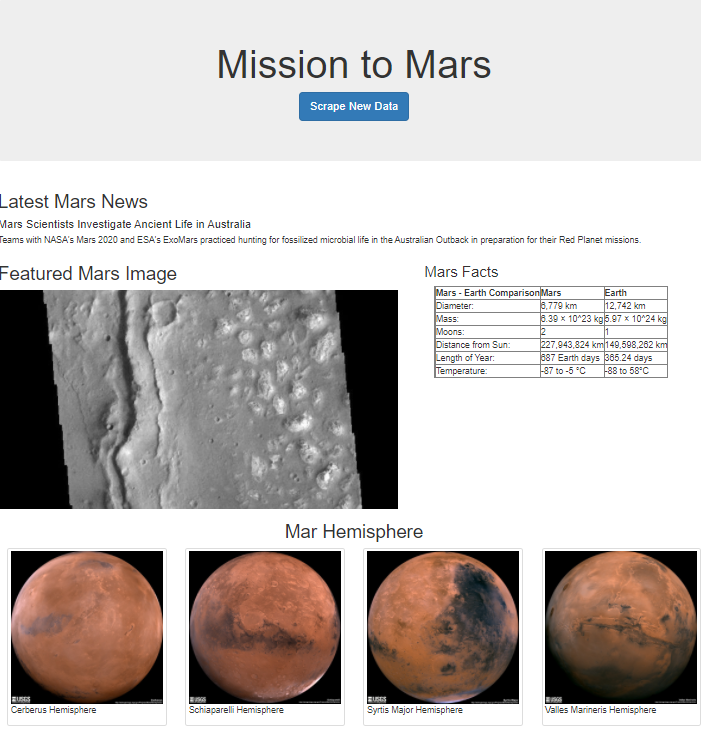 Mission to Mars
Scrape New Data
Latest Mars News
Mars Scientists Investigate Ancient Life in Australia
Teams with NASA's Mars 2020 and ESA's ExoMars practiced hunting for fossilized microbial life in the Australian Outback in preparation for their Red Planet missions.
Featured Mars Image
Mars Facts
Mars - Earth Comparison Mars Earth
Diameter: 6,779 km 12,742 km
Mass: 6.39 × 10^23 kg 5.97 × 10^24 kg
Moons: 2 1
Distance from Sun: 227,943,824 km 149,598,262 km
Length of Year: 687 Earth days 365.24 days
Temperature: -87 to -5 °C -88 to 58°C
Mar Hemisphere
USGS USGS USGS USGS
Cerberus Hemisphere Schiaparelli Hemisphere Syrtis Major Hemisphere Valles Marineris Hemisphere